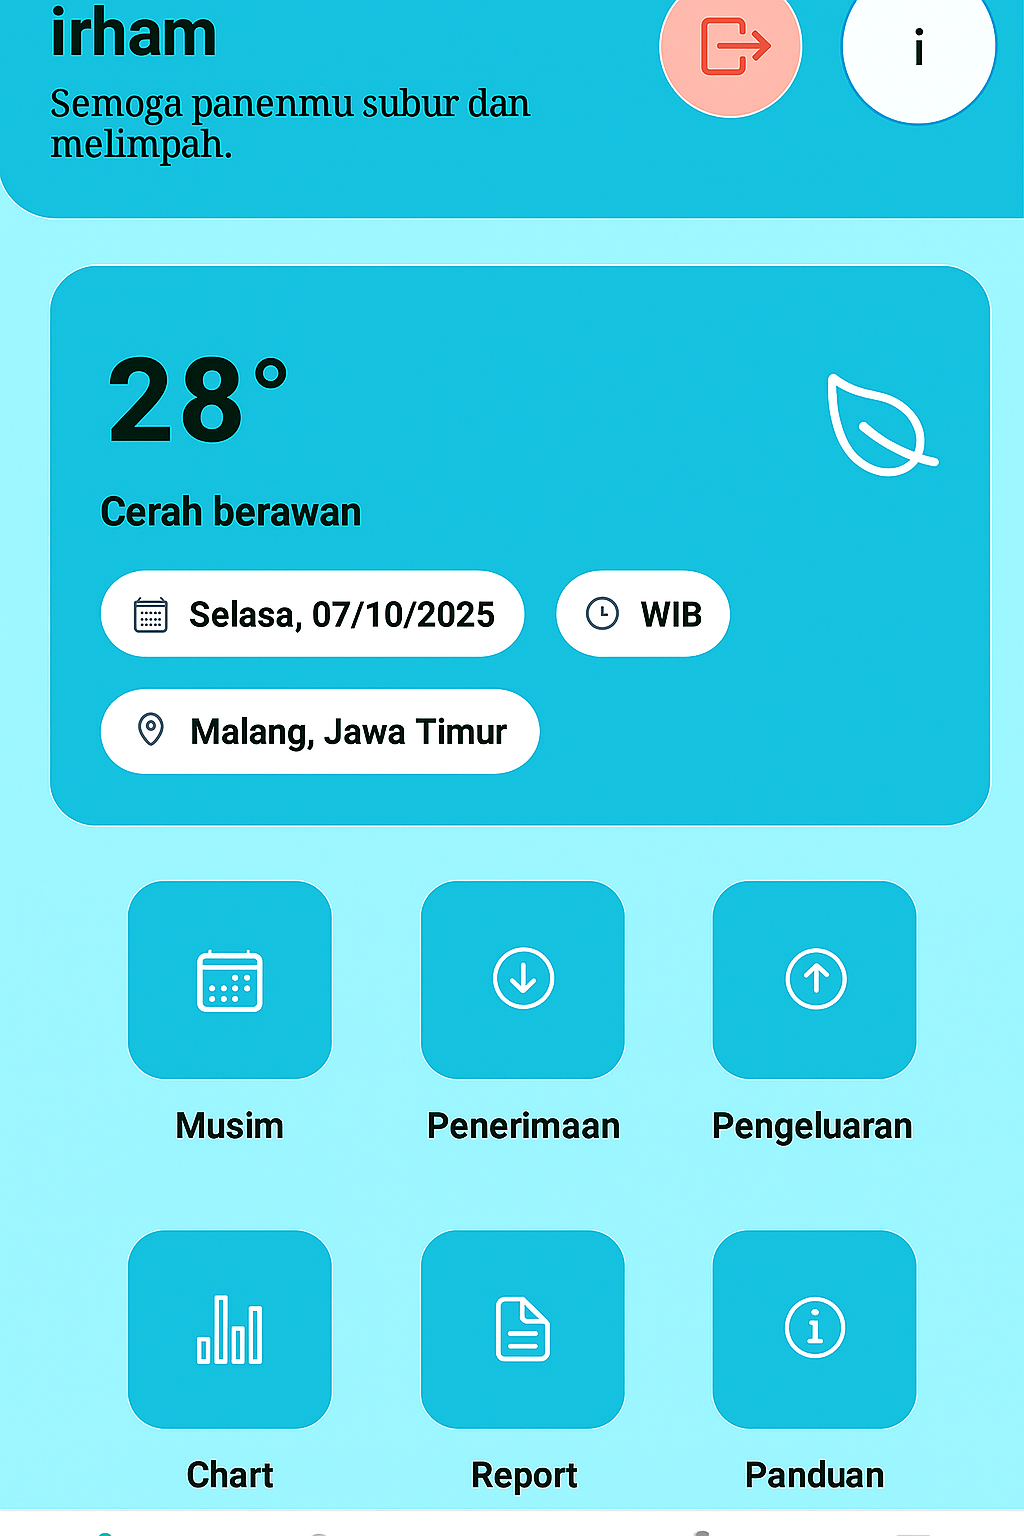 irham
i
Semoga panenmu subur dan
melimpah.
28°
Cerah berawan
Selasa, 07/10/2025
WIB
Malang, Jawa Timur
Musim
Penerimaan
Pengeluaran
Chart
Report
Panduan